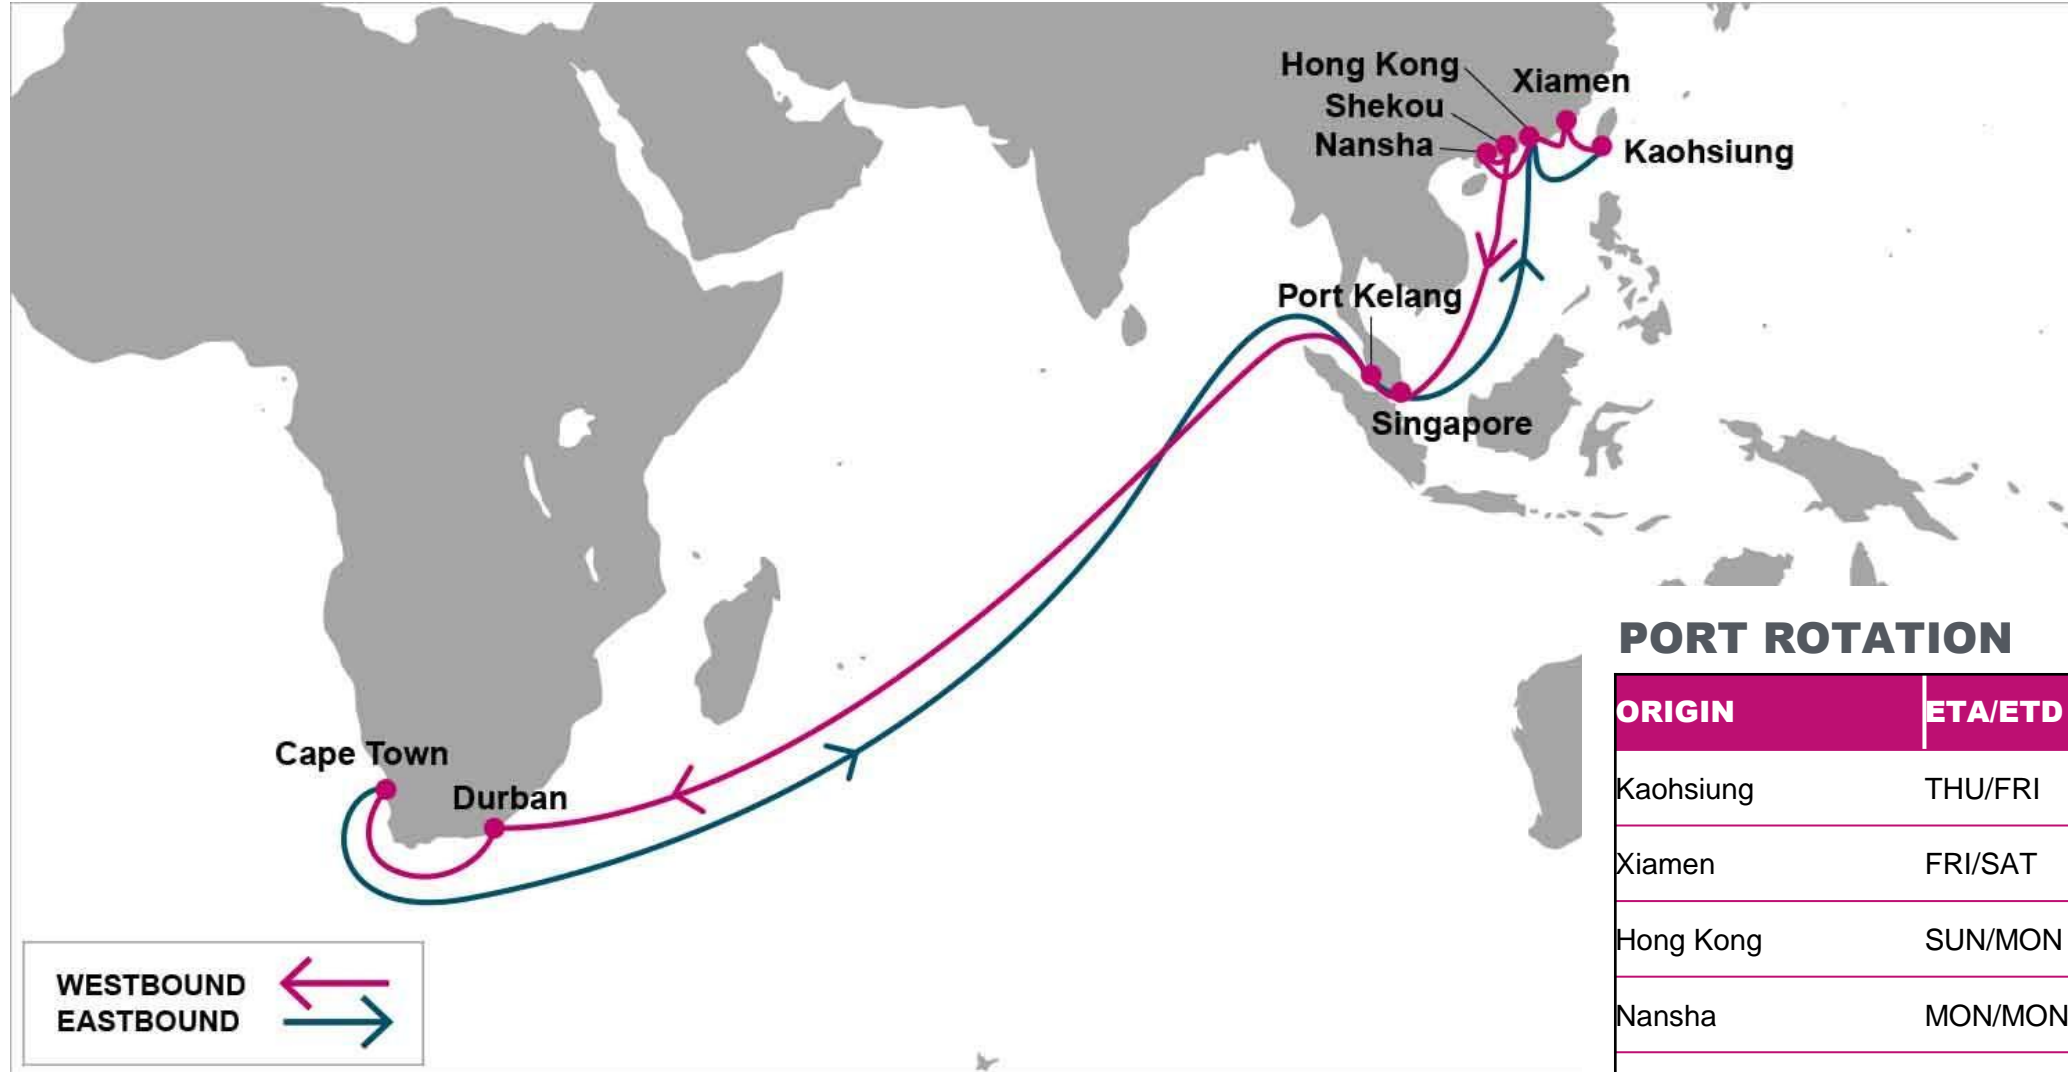 Hong Kong
Xiamen
Shekou
Nansha
Kaohsiung
Port Kelang
Singapore
Cape Town
Durban
WESTBOUND
EASTBOUND
PORT ROTATION
ORIGIN ETA/ETD
Kaohsiung THU/FRI
Xiamen FRI/SAT
Hong Kong SUN/MON
Nansha MON/MON